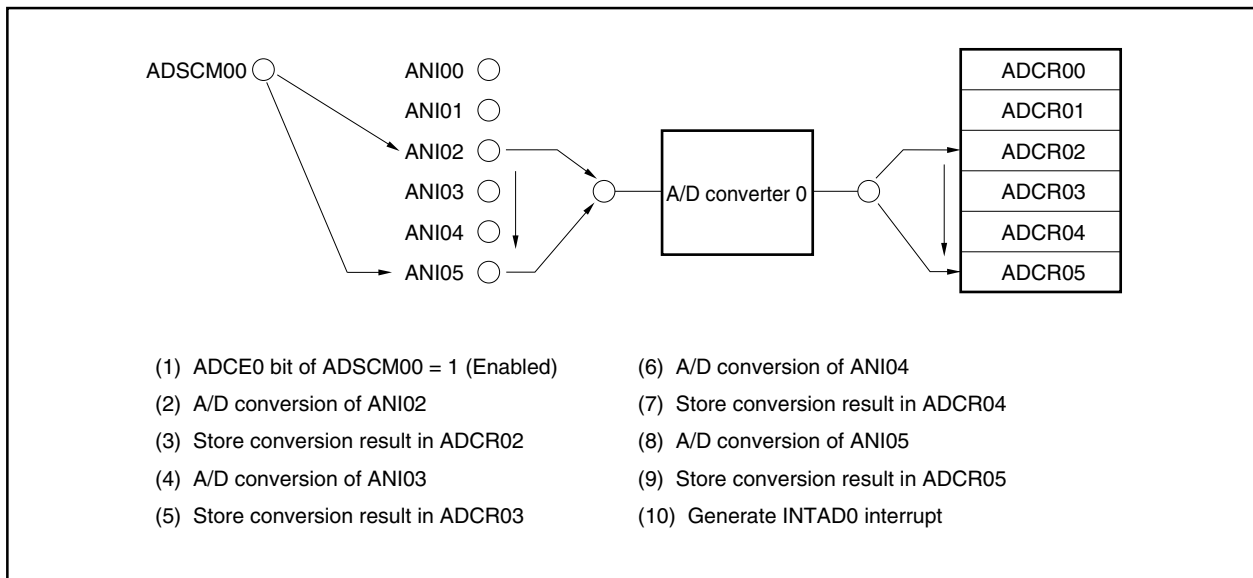 ADSCM00
ANI00
ANI01
ANI02
ANI03
ANI04
ANI05
A/D converter 0
ADCR00
ADCR01
ADCR02
ADCR03
ADCR04
ADCR05
(1) ADCE0 bit of ADSCM00 = 1 (Enabled)
(2) A/D conversion of ANI02
(3) Store conversion result in ADCR02
(4) A/D conversion of ANI03
(5) Store conversion result in ADCR03
(6) A/D conversion of ANI04
(7) Store conversion result in ADCR04
(8) A/D conversion of ANI05
(9) Store conversion result in ADCR05
(10) Generate INTAD0 interrupt